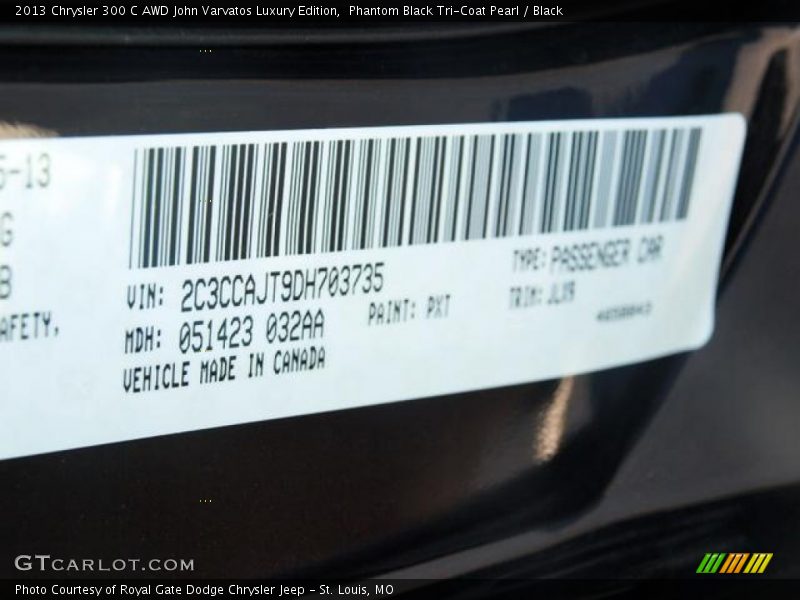 2013 Chrysler 300 C AWD John Varvatos Luxury Edition, Phantom Black Tri-Coat Pearl / Black
5-13
G
B
AFETY,
VIN: 2C3CCAJT9DH703735
TYPE: PASSENGER CAR
MDH: 051423 032AA
PAINT: PXT
TRIM: JLX9
VEHICLE MADE IN CANADA
GTCARLOT.COM
Photo Courtesy of Royal Gate Dodge Chrysler Jeep - St. Louis, MO